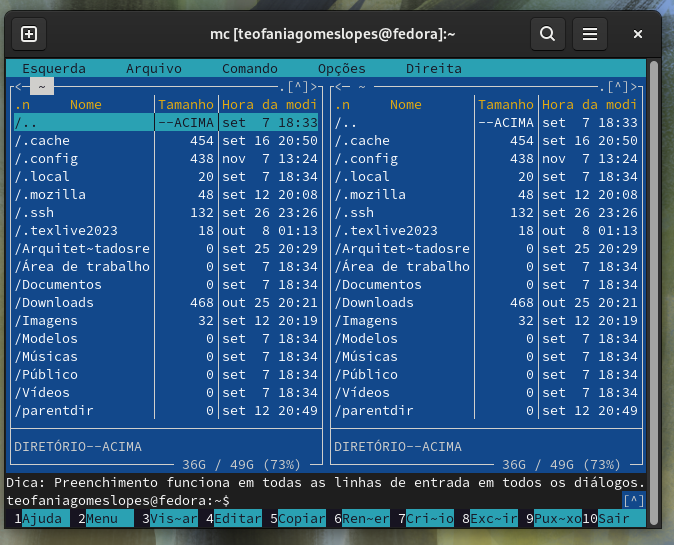 mc [teofaniagomeslopes@fedora]:~
Esquerda Arquivo Comando Opções Direita
<─ ~ ─.[^]> <─ ~ ─.[^]>
.n Nome Tamanho Hora da modi .n Nome Tamanho Hora da modi
/.. --ACIMA set 7 18:33 /.. --ACIMA set 7 18:33
/.cache 454 set 16 20:50 /.cache 454 set 16 20:50
/.config 438 nov 7 13:24 /.config 438 nov 7 13:24
/.local 20 set 7 18:34 /.local 20 set 7 18:34
/.mozilla 48 set 12 20:08 /.mozilla 48 set 12 20:08
/.ssh 132 set 26 23:26 /.ssh 132 set 26 23:26
/.texlive2023 18 out 8 01:13 /.texlive2023 18 out 8 01:13
/Arquitet~tadosre 0 set 25 20:29 /Arquitet~tadosre 0 set 25 20:29
/Área de trabalho 0 set 7 18:34 /Área de trabalho 0 set 7 18:34
/Documentos 0 set 7 18:34 /Documentos 0 set 7 18:34
/Downloads 468 out 25 20:21 /Downloads 468 out 25 20:21
/Imagens 32 set 12 20:19 /Imagens 32 set 12 20:19
/Modelos 0 set 7 18:34 /Modelos 0 set 7 18:34
/Músicas 0 set 7 18:34 /Músicas 0 set 7 18:34
/Público 0 set 7 18:34 /Público 0 set 7 18:34
/Vídeos 0 set 7 18:34 /Vídeos 0 set 7 18:34
/parentdir 0 set 12 20:49 /parentdir 0 set 12 20:49
DIRETÓRIO--ACIMA DIRETÓRIO--ACIMA
36G / 49G (73%) 36G / 49G (73%)
Dica: Preenchimento funciona em todas as linhas de entrada em todos os diálogos.
teofaniagomeslopes@fedora:~$ [^]
1Ajuda 2Menu 3Vis~ar 4Editar 5Copiar 6Ren~er 7Cri~io 8Exc~ir 9Pux~xo 10Sair